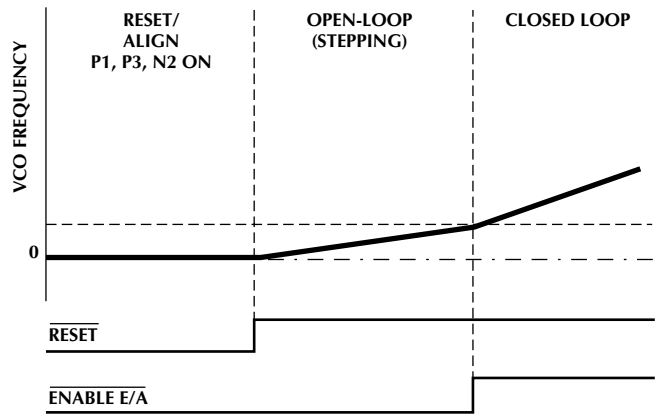 RESET/
ALIGN
P1, P3, N2 ON
OPEN-LOOP
(STEPPING)
CLOSED LOOP
VCO FREQUENCY
0
RESET
ENABLE E/A